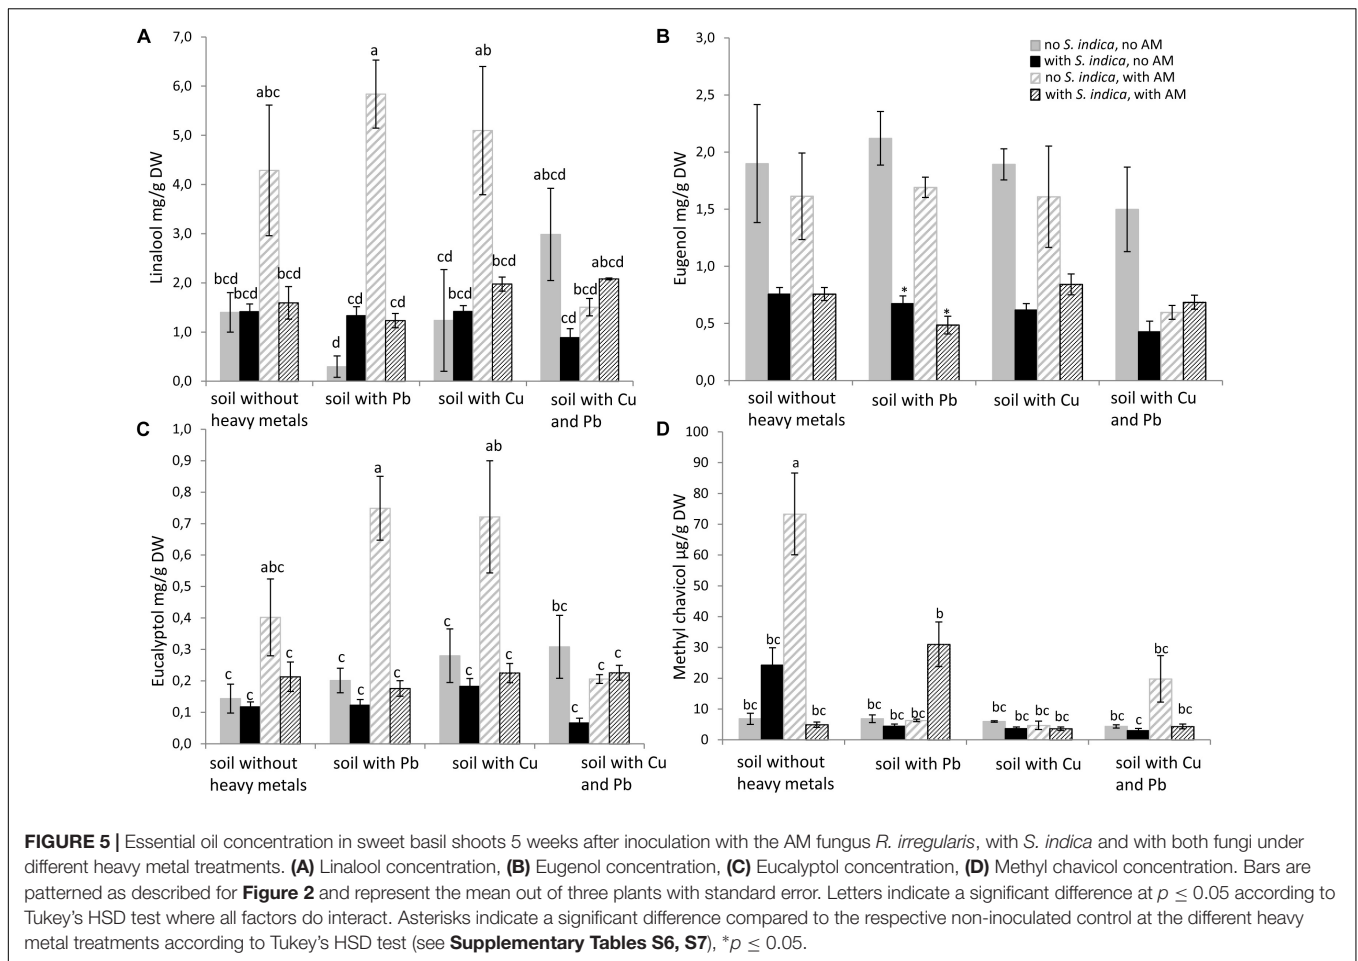 A
7,0
6,0
5,0
4,0
3,0
2,0
1,0
0,0
Linalool mg/g DW
bcd
bcd
abc
bcd
d
cd
a
cd
cd
bcd
ab
bcd
abcd
cd
bcd
abcd
soil without
heavy metals
soil with Pb
soil with Cu
soil with Cu
and Pb
B
3,0
2,5
2,0
1,5
1,0
0,5
0,0
Eugenol mg/g DW
no S. indica, no AM
with S. indica, no AM
no S. indica, with AM
with S. indica, with AM
*
*
soil without
heavy metals
soil with Pb
soil with Cu
soil with Cu
and Pb
C
1,0
0,9
0,8
0,7
0,6
0,5
0,4
0,3
0,2
0,1
0,0
Eucalyptol mg/g DW
c
c
abc
c
c
c
a
c
c
c
ab
c
bc
c
c
c
soil without
heavy metals
soil with Pb
soil with Cu
soil with Cu
and Pb
D
100
90
80
70
60
50
40
30
20
10
0
Methyl chavicol µg/g DW
bc
bc
a
bc
bc
bc
bc
b
bc
bc
bc
bc
bc
c
bc
bc
soil without
heavy metals
soil with Pb
soil with Cu
soil with Cu
and Pb
FIGURE 5 | Essential oil concentration in sweet basil shoots 5 weeks after inoculation with the AM fungus R. irregularis, with S. indica and with both fungi under
different heavy metal treatments. (A) Linalool concentration, (B) Eugenol concentration, (C) Eucalyptol concentration, (D) Methyl chavicol concentration. Bars are
patterned as described for Figure 2 and represent the mean out of three plants with standard error. Letters indicate a significant difference at p ≤ 0.05 according to
Tukey's HSD test where all factors do interact. Asterisks indicate a significant difference compared to the respective non-inoculated control at the different heavy
metal treatments according to Tukey's HSD test (see Supplementary Tables S6, S7), *p ≤ 0.05.